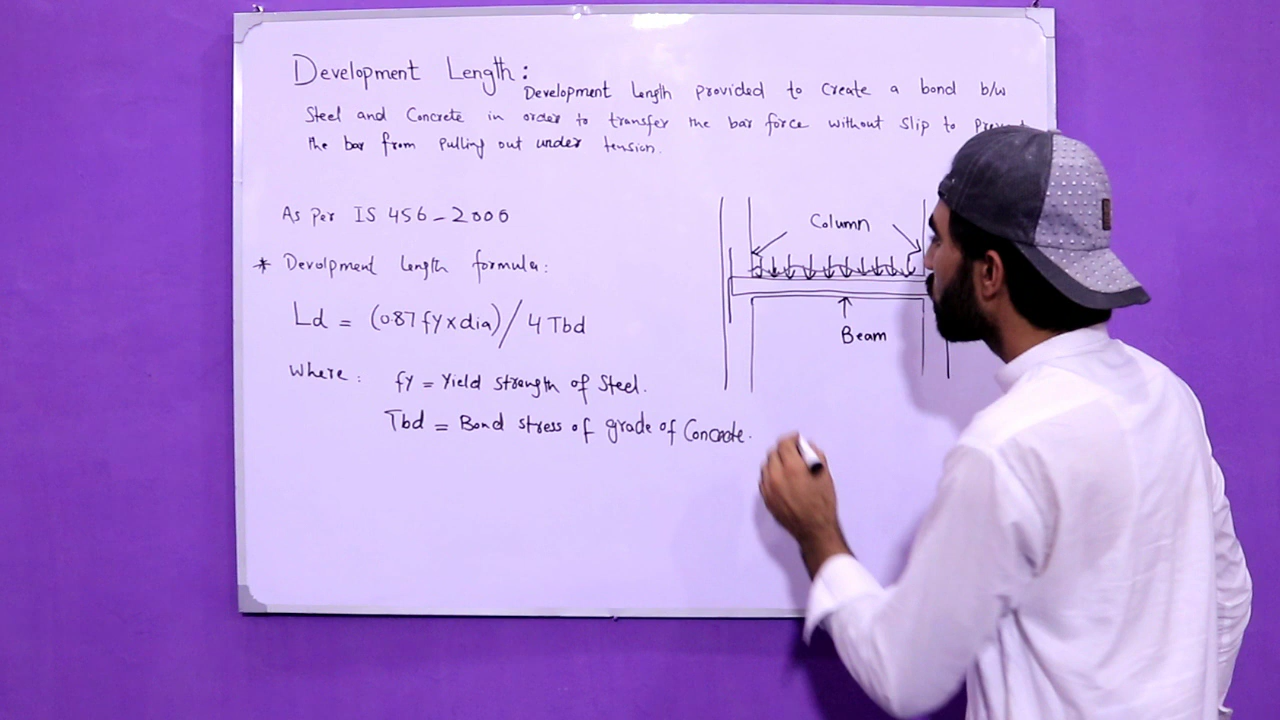 Development Length:
Development length provided to Create a bond b/w
Steel and Concrete in order to transfer the bar force without slip to
the bar from pulling out under tension.
As Per IS 456-2000
* Devolpment length formula:
Ld = (0.87 fy x dia) / 4 Tbd
Where: fy = Yield strength of Steel.
Tbd = Bond stress of grade of Concrete.
Column
Beam